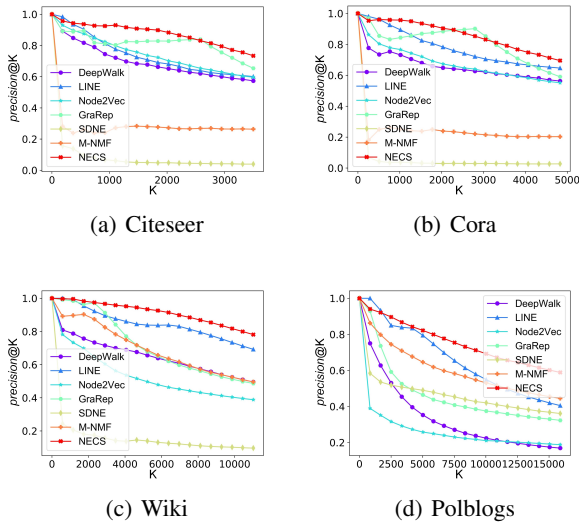 precision@K
1.0
0.8
0.6
0.4
0.2
0.0
DeepWalk
LINE
Node2Vec
GraRep
SDNE
M-NMF
NECS
0 1000 2000 3000
K
(a) Citeseer
precision@K
1.0
0.8
0.6
0.4
0.2
0.0
DeepWalk
LINE
Node2Vec
GraRep
SDNE
M-NMF
NECS
0 1000 2000 3000 4000 5000
K
(b) Cora
precision@K
1.0
0.8
0.6
0.4
0.2
DeepWalk
LINE
Node2Vec
GraRep
SDNE
M-NMF
NECS
0 2000 4000 6000 8000 10000
K
(c) Wiki
precision@K
1.0
0.8
0.6
0.4
0.2
DeepWalk
LINE
Node2Vec
GraRep
SDNE
M-NMF
NECS
0 2500 5000 7500 10000 12500 15000
K
(d) Polblogs